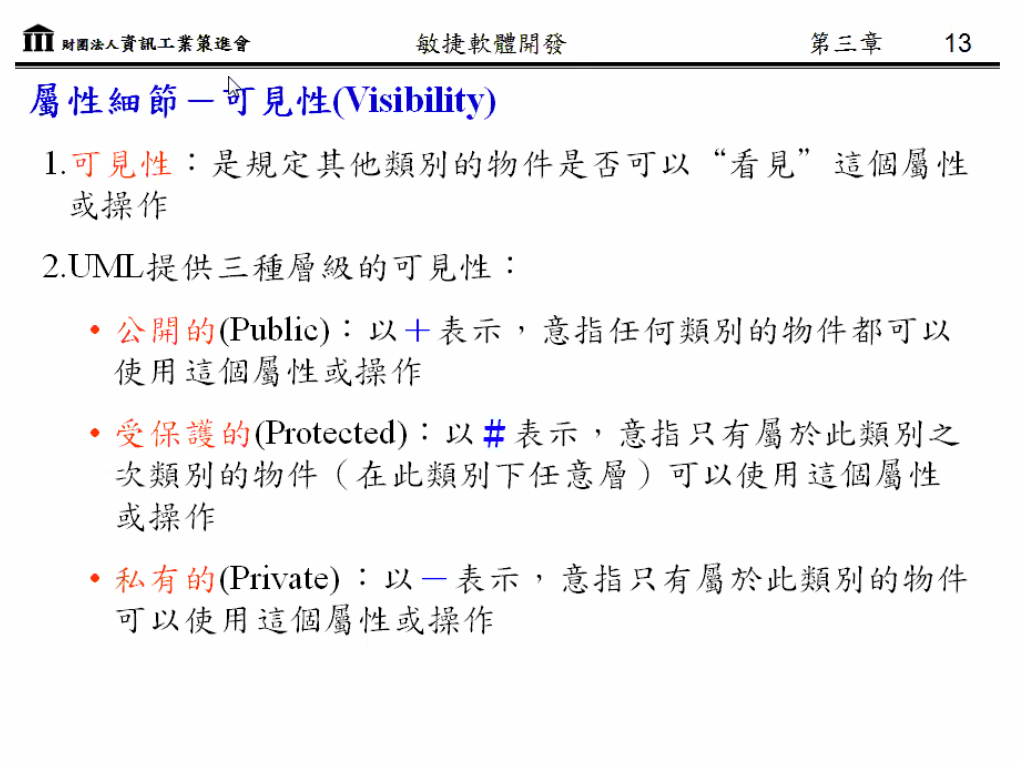 財團法人資訊工業策進會 敏捷軟體開發 第三章 13
屬性細節－可見性(Visibility)
1.可見性：是規定其他類別的物件是否可以“看見”這個屬性
或操作
2.UML提供三種層級的可見性：
• 公開的(Public)：以＋表示，意指任何類別的物件都可以
使用這個屬性或操作
• 受保護的(Protected)：以＃表示，意指只有屬於此類別之
次類別的物件（在此類別下任意層）可以使用這個屬性
或操作
• 私有的(Private)：以－表示，意指只有屬於此類別的物件
可以使用這個屬性或操作